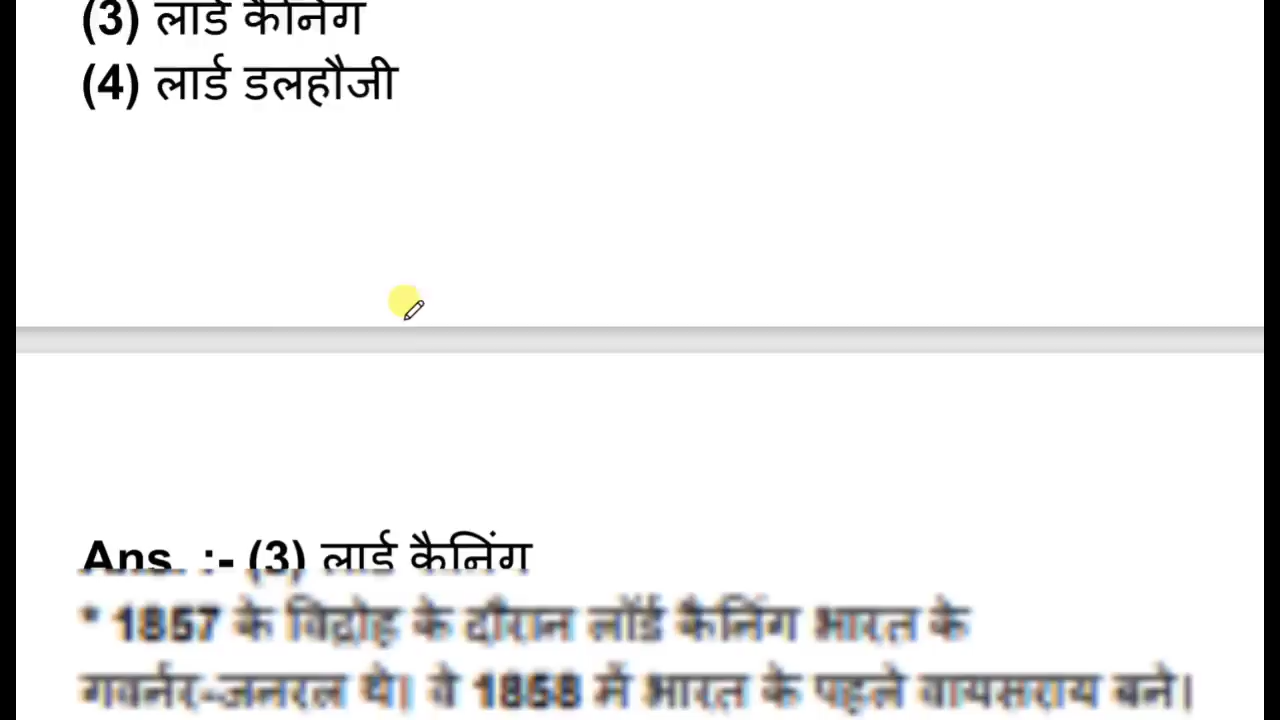 (3) लार्ड कैनिंग
(4) लार्ड डलहौजी
Ans. :- (3) लार्ड कैनिंग
* 1857 के विद्रोह के दौरान लॉर्ड कैनिंग भारत के
गवर्नर-जनरल थे। वे 1858 में भारत के पहले वायसराय बने।